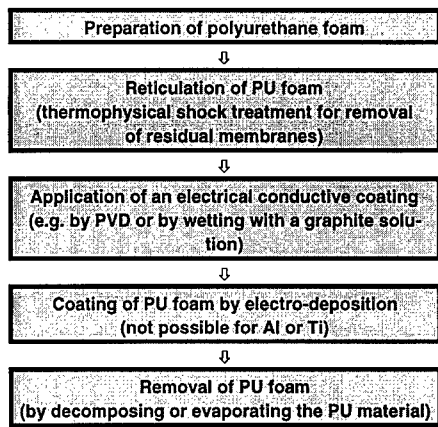 Preparation of polyurethane foam
⇩
Reticulation of PU foam
(thermophysical shock treatment for removal
of residual membranes)
⇩
Application of an electrical conductive coating
(e.g. by PVD or by wetting with a graphite solu-
tion)
⇩
Coating of PU foam by electro-deposition
(not possible for Al or Ti)
⇩
Removal of PU foam
(by decomposing or evaporating the PU material)